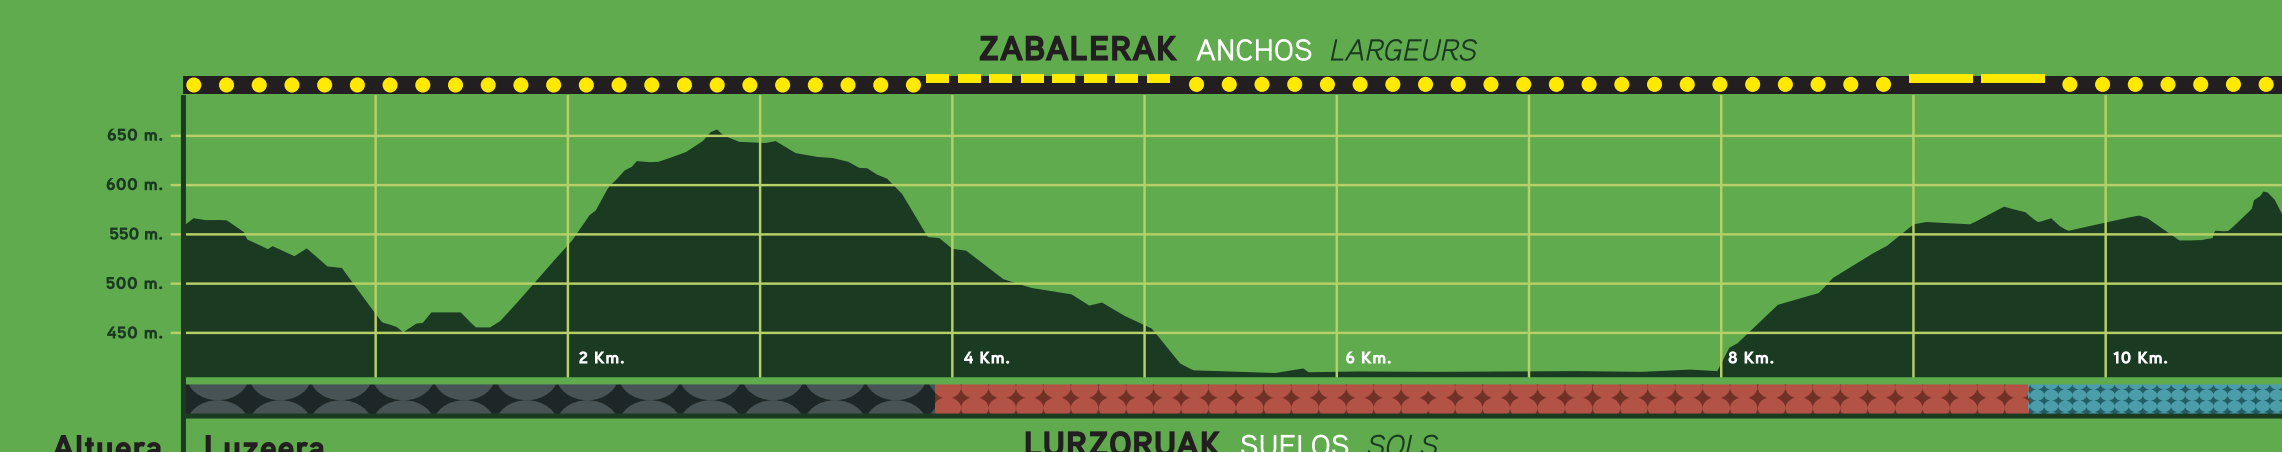 ZABALERAK ANCHOS LARGEURS
650 m.
600 m.
550 m.
500 m.
450 m.
2 Km. 4 Km. 6 Km. 8 Km. 10 Km.
Altuera Luzeera LURZORUAK SUELOS SOLS